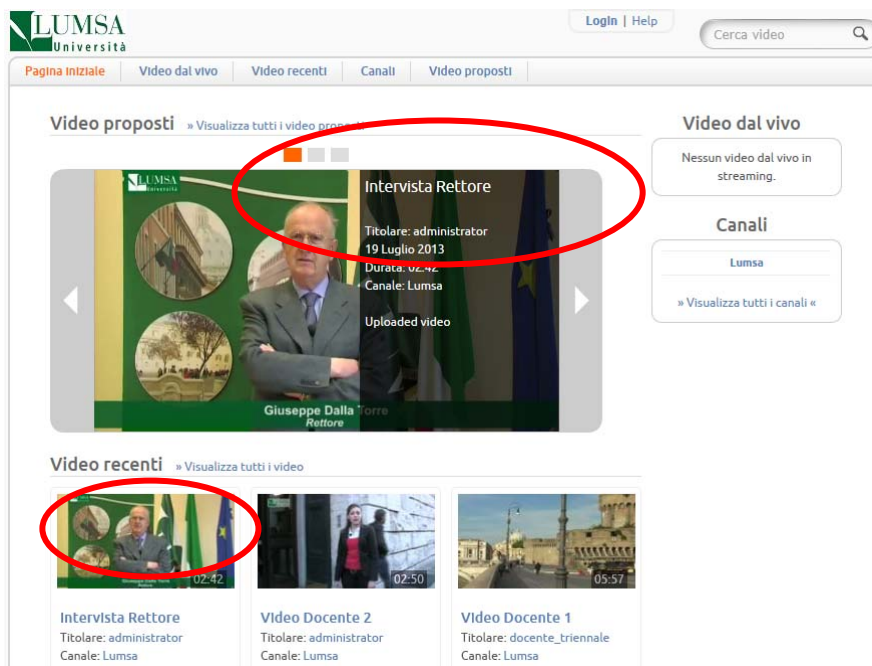 LUMSA
Università
Login | Help
Cerca video
Pagina iniziale Video dal vivo Video recenti Canali Video proposti
Video proposti » Visualizza tutti i video proposti
LUMSA
Università
Intervista Rettore
Titolare: administrator
19 Luglio 2013
Durata: 02:42
Canale: Lumsa
Uploaded video
Giuseppe Dalla Torre
Rettore
Video dal vivo
Nessun video dal vivo in
streaming.
Canali
Lumsa
» Visualizza tutti i canali «
Video recenti » Visualizza tutti i video
Giuseppe Dalla Torre
Rettore
02:42
02:50
05:57
Intervista Rettore
Titolare: administrator
Canale: Lumsa
Video Docente 2
Titolare: administrator
Canale: Lumsa
Video Docente 1
Titolare: docente_triennale
Canale: Lumsa